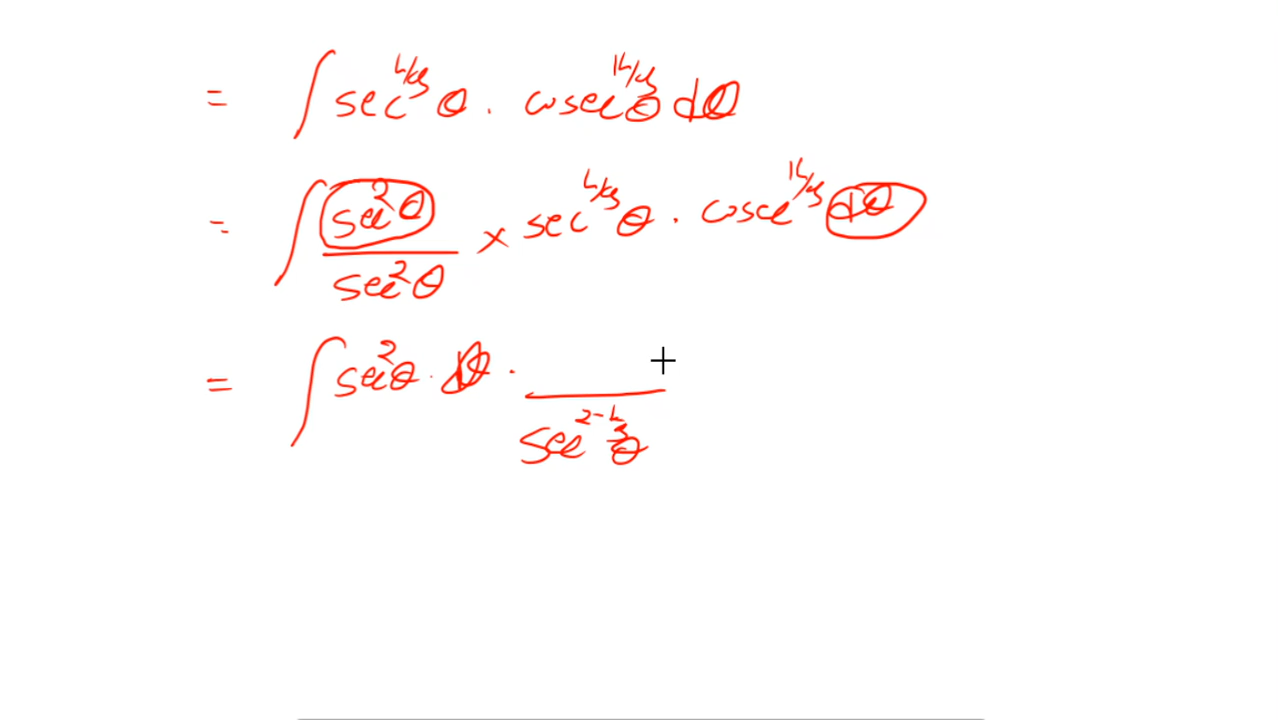 = ∫ sec^{4/3} θ . cosec^{14/3} θ dθ
= ∫ sec²θ / sec²θ × sec^{4/3} θ . cosec^{14/3} dθ
= ∫ sec²θ . dθ . —— / sec^{2-4/3} θ